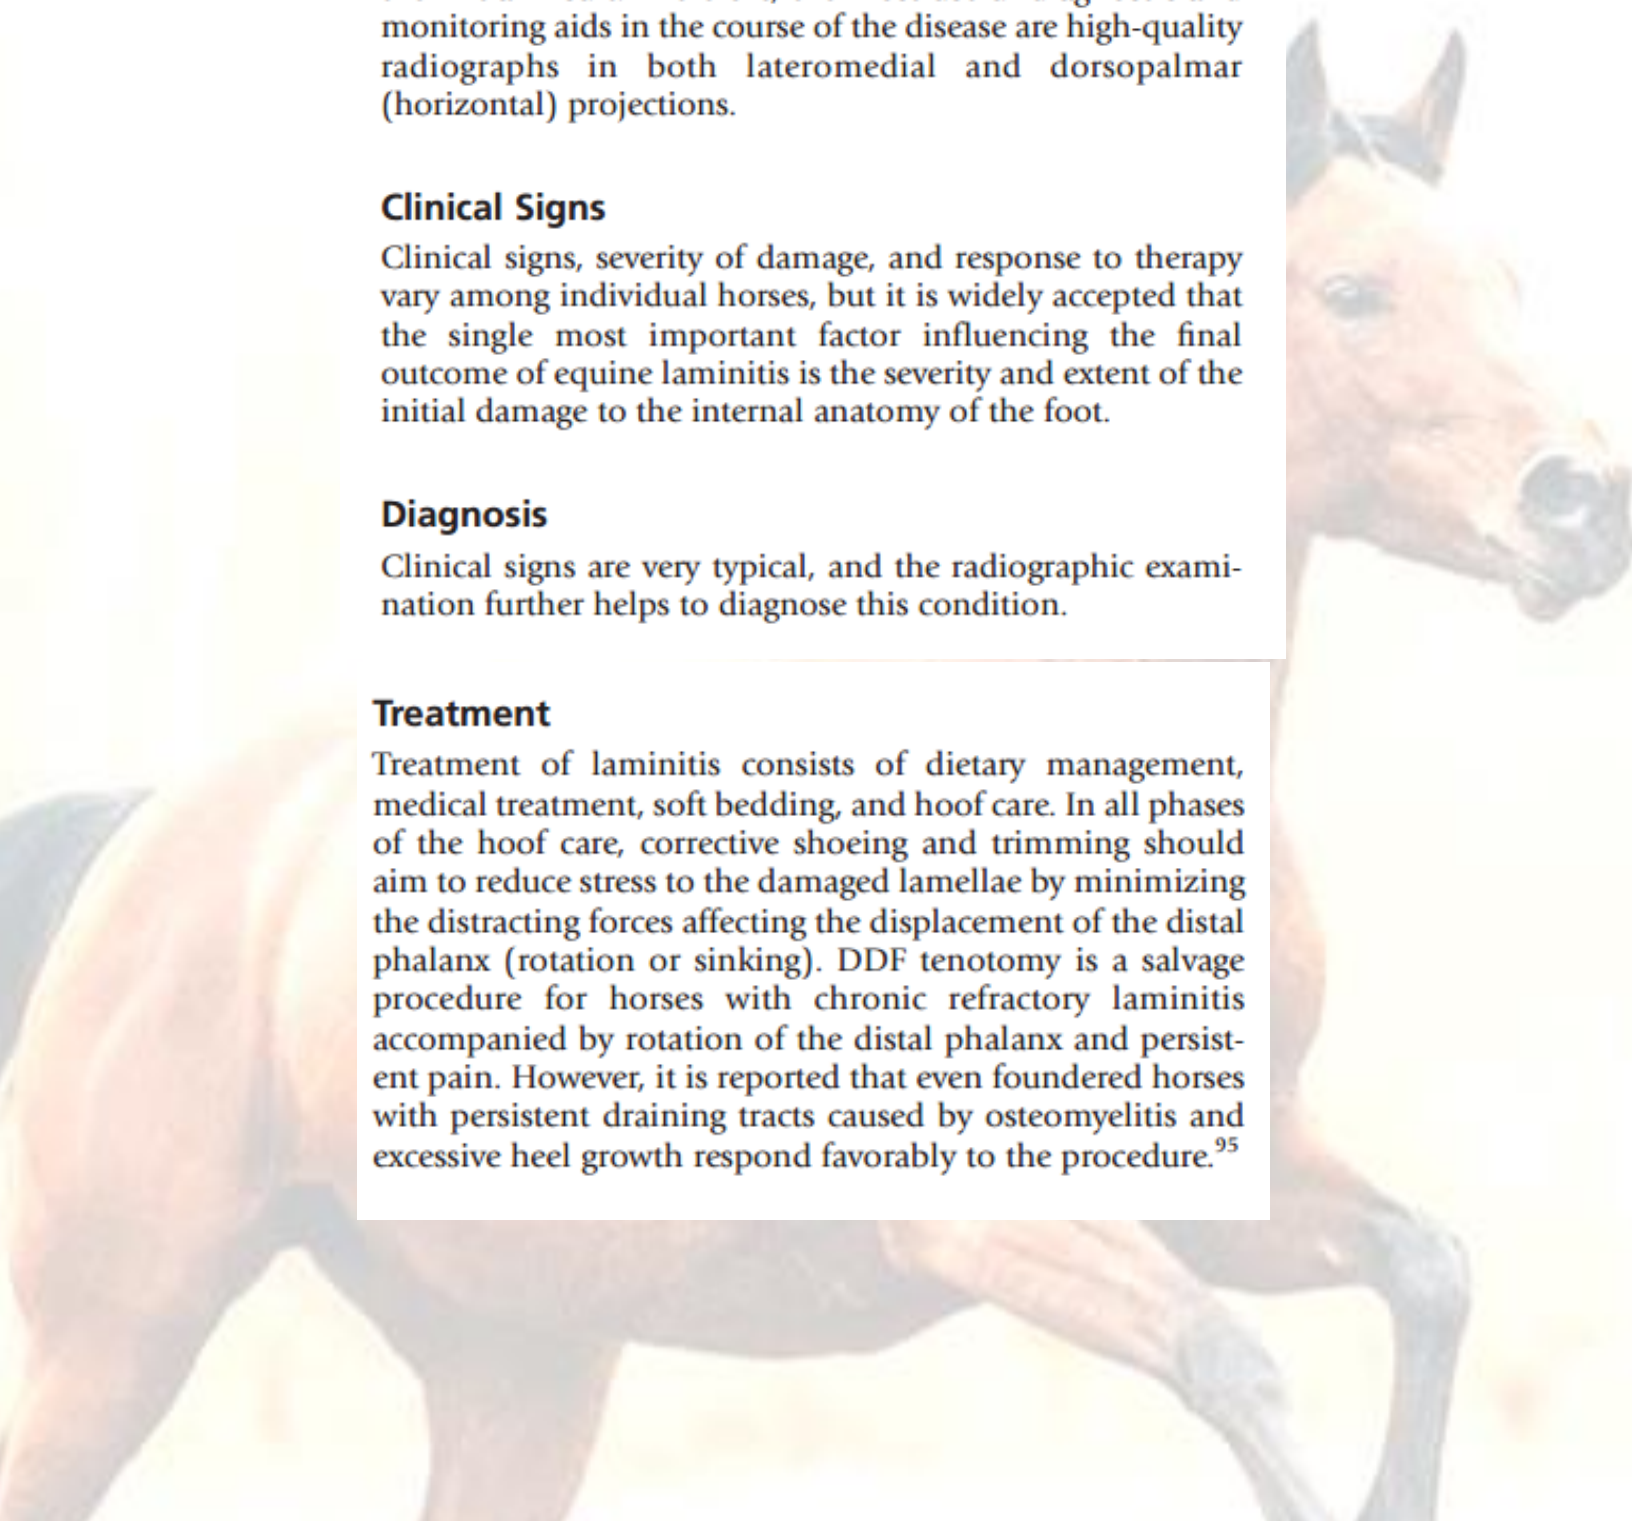 monitoring aids in the course of the disease are high-quality
radiographs in both lateromedial and dorsopalmar
(horizontal) projections.
Clinical Signs
Clinical signs, severity of damage, and response to therapy
vary among individual horses, but it is widely accepted that
the single most important factor influencing the final
outcome of equine laminitis is the severity and extent of the
initial damage to the internal anatomy of the foot.
Diagnosis
Clinical signs are very typical, and the radiographic exami-
nation further helps to diagnose this condition.
Treatment
Treatment of laminitis consists of dietary management,
medical treatment, soft bedding, and hoof care. In all phases
of the hoof care, corrective shoeing and trimming should
aim to reduce stress to the damaged lamellae by minimizing
the distracting forces affecting the displacement of the distal
phalanx (rotation or sinking). DDF tenotomy is a salvage
procedure for horses with chronic refractory laminitis
accompanied by rotation of the distal phalanx and persist-
ent pain. However, it is reported that even foundered horses
with persistent draining tracts caused by osteomyelitis and
excessive heel growth respond favorably to the procedure.95